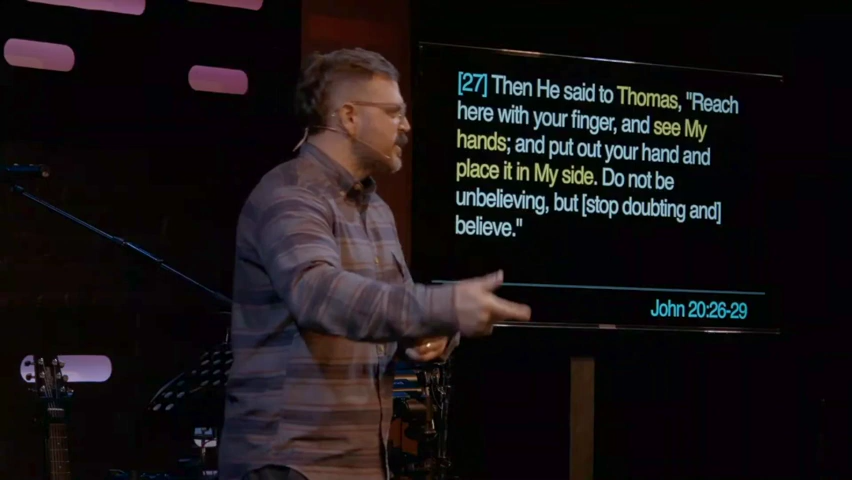 [27] Then He said to Thomas, "Reach
here with your finger, and see My
hands; and put out your hand and
place it in My side. Do not be
unbelieving, but [stop doubting and]
believe."
John 20:26-29